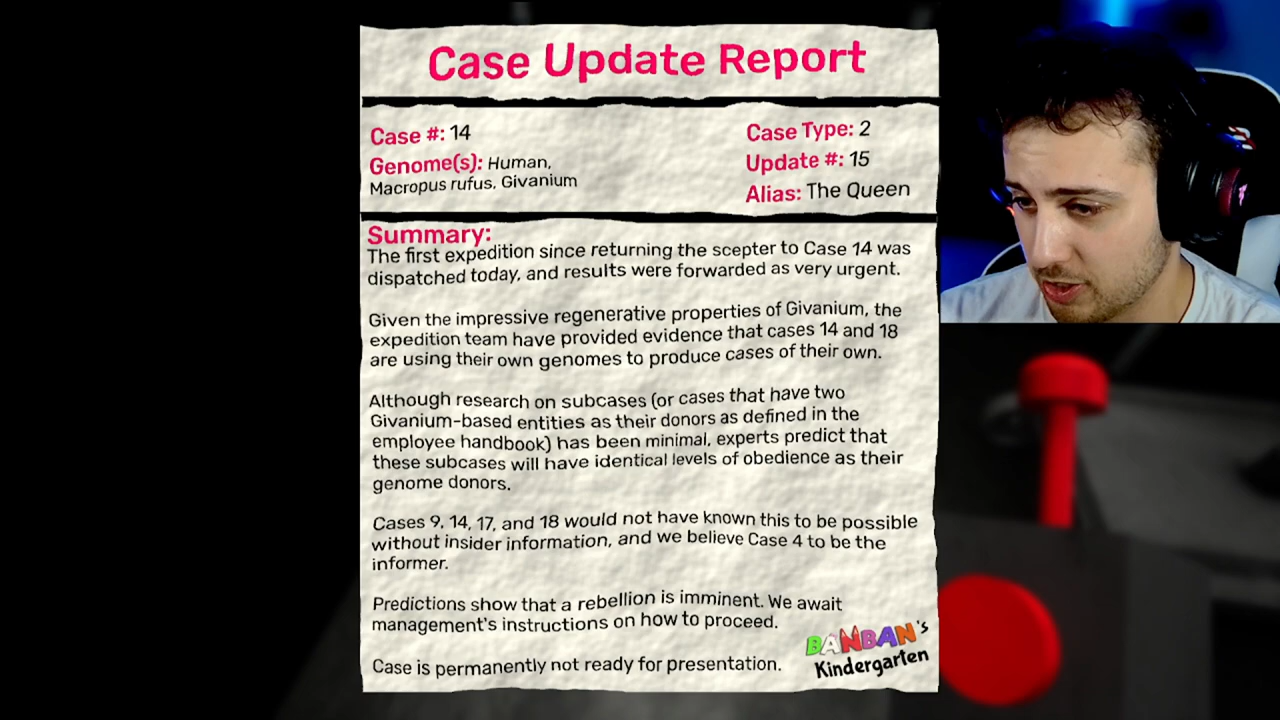 Case Update Report
Case #: 14
Genome(s): Human,
Macropus rufus. Givanium
Case Type: 2
Update #: 15
Alias: The Queen
Summary:
The first expedition since returning the scepter to Case 14 was
dispatched today, and results were forwarded as very urgent.
Given the impressive regenerative properties of Givanium, the
expedition team have provided evidence that cases 14 and 18
are using their own genomes to produce cases of their own.
Although research on subcases (or cases that have two
Givanium-based entities as their donors as defined in the
employee handbook) has been minimal, experts predict that
these subcases will have identical levels of obedience as their
genome donors.
Cases 9, 14, 17, and 18 would not have known this to be possible
without insider information, and we believe Case 4 to be the
informer.
Predictions show that a rebellion is imminent. We await
management's instructions on how to proceed.
Case is permanently not ready for presentation.
BANBAN's
Kindergarten